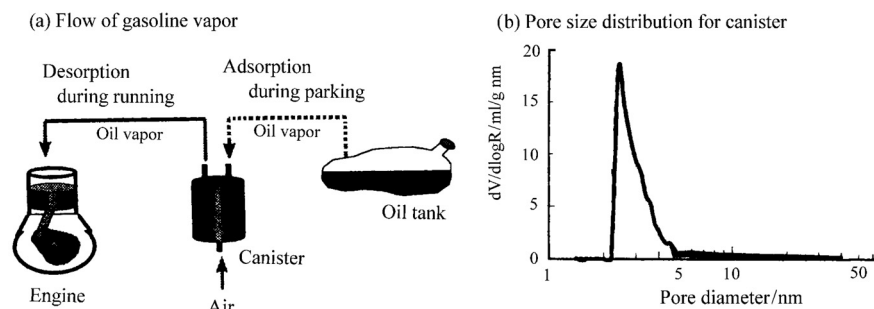 (a) Flow of gasoline vapor
Desorption
during running
Oil vapor
Adsorption
during parking
Oil vapor
Oil tank
Canister
Engine
Air
(b) Pore size distribution for canister
dV/dlogR/ml/g nm
20
15
10
5
0
1
5
10
50
Pore diameter/nm